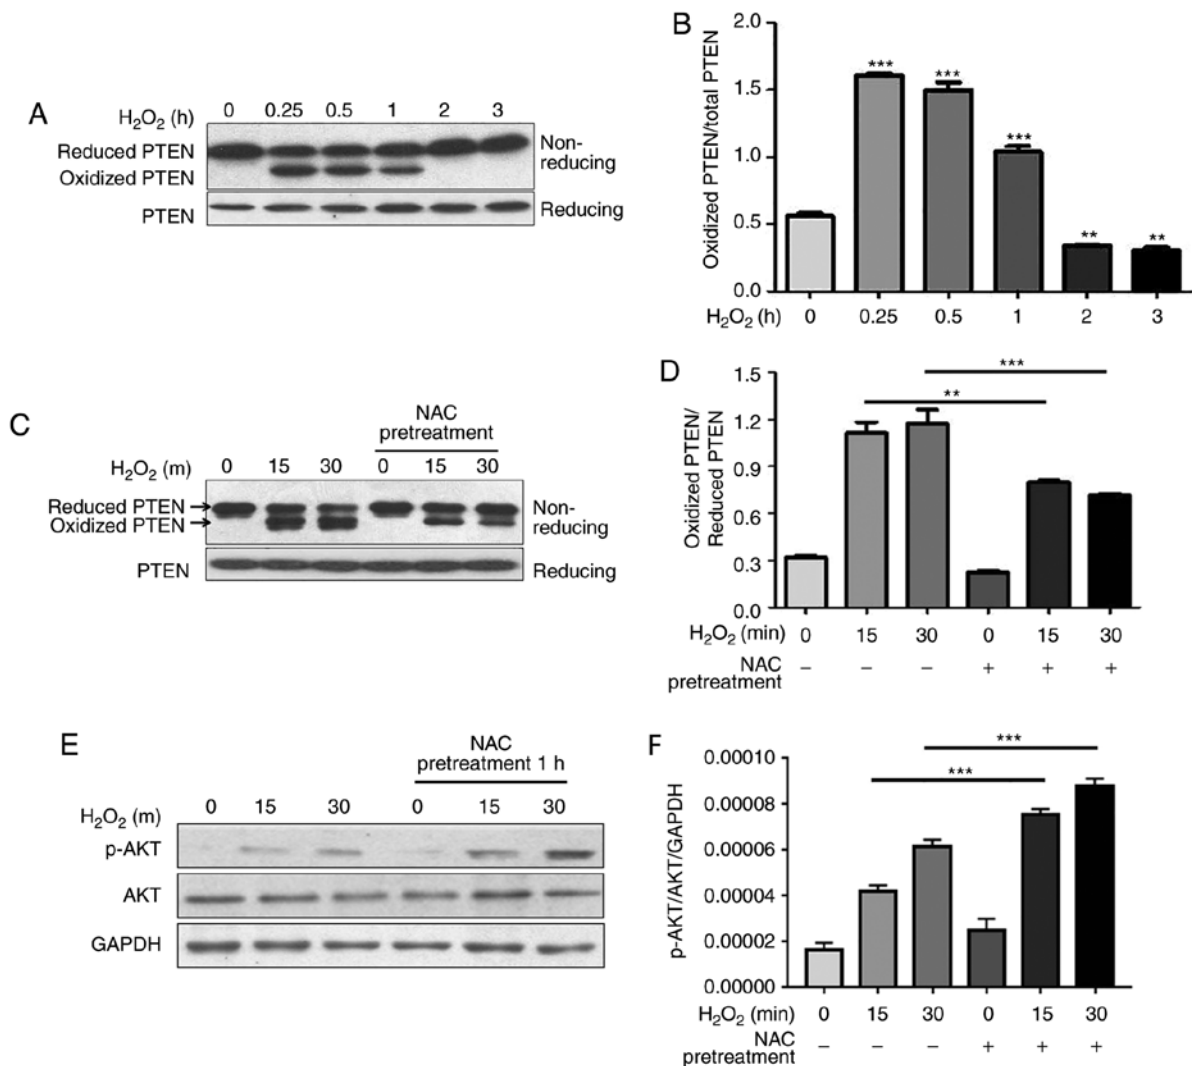 A
H2O2 (h) 0 0.25 0.5 1 2 3
Reduced PTEN
Oxidized PTEN
Non-
reducing
PTEN
Reducing
B
Oxidized PTEN/total PTEN
2.0
1.5
1.0
0.5
0.0
***
***
***
**
**
H2O2 (h) 0 0.25 0.5 1 2 3
C
NAC
pretreatment
H2O2 (m) 0 15 30 0 15 30
Reduced PTEN
Oxidized PTEN
Non-
reducing
PTEN
Reducing
D
Oxidized PTEN/
Reduced PTEN
1.5
1.2
0.9
0.6
0.3
0.0
***
**
H2O2 (min) 0 15 30 0 15 30
NAC
pretreatment − − − + + +
E
NAC
pretreatment 1 h
H2O2 (m) 0 15 30 0 15 30
p-AKT
AKT
GAPDH
F
p-AKT/AKT/GAPDH
0.00010
0.00008
0.00006
0.00004
0.00002
0.00000
***
***
H2O2 (min) 0 15 30 0 15 30
NAC
pretreatment − − − + + +